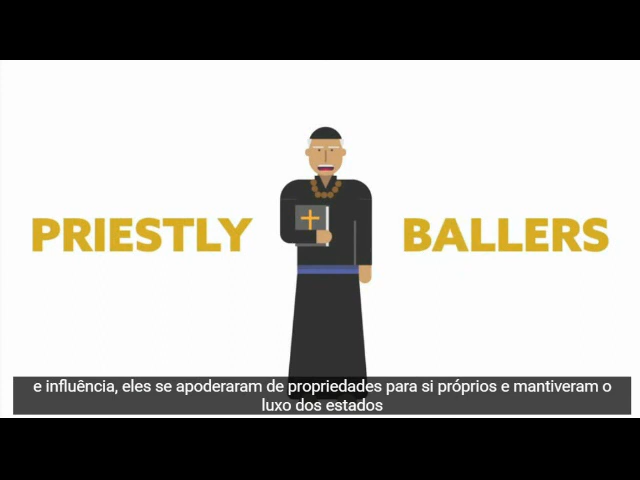 PRIESTLY BALLERS
e influência, eles se apoderaram de propriedades para si próprios e mantiveram o
luxo dos estados